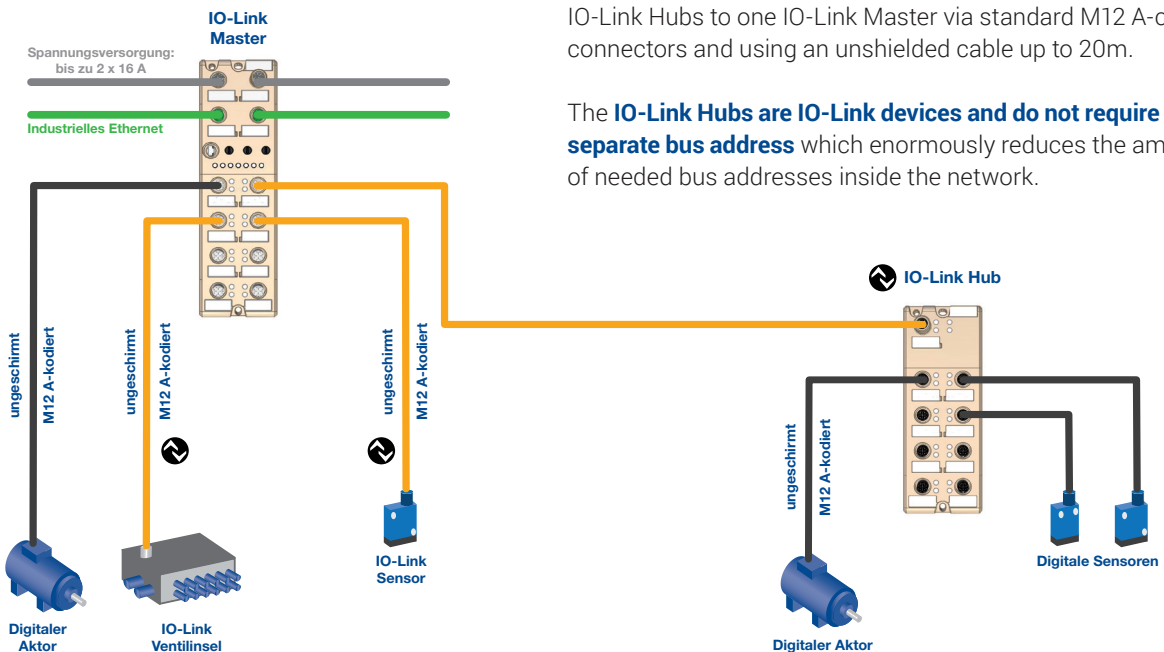 IO-Link
Master
Spannungsversorgung:
bis zu 2 x 16 A
Industrielles Ethernet
IO-Link Hubs to one IO-Link Master via standard M12
connectors and using an unshielded cable up to 20m.
The IO-Link Hubs are IO-Link devices and do not require
separate bus address which enormously reduces the
of needed bus addresses inside the network.
ungeschirmt
M12 A-kodiert
ungeschirmt
M12 A-kodiert
ungeschirmt
M12 A-kodiert
IO-Link Hub
ungeschirmt
M12 A-kodiert
IO-Link
Sensor
Digitale Sensoren
Digitaler
Aktor
IO-Link
Ventilinsel
Digitaler Aktor